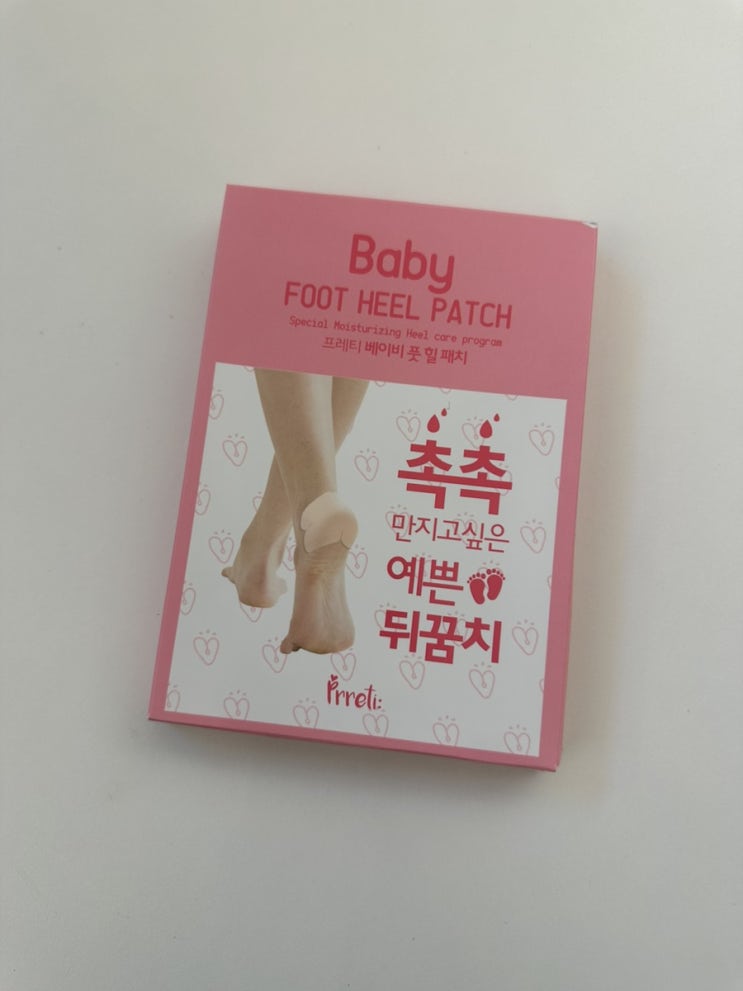 Baby
FOOT HEEL PATCH
Special Moisturizing Heel care program
프레티 베이비 풋 힐 패치
촉촉
만지고싶은
예쁜
뒤꿈치
Prreti: